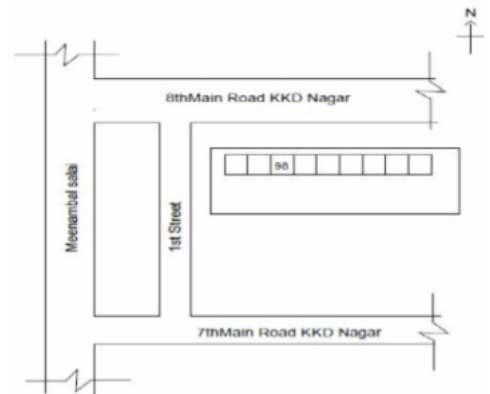 N
8thMain Road KKD Nagar
98
Meenambal salai
1st Street
7thMain Road KKD Nagar